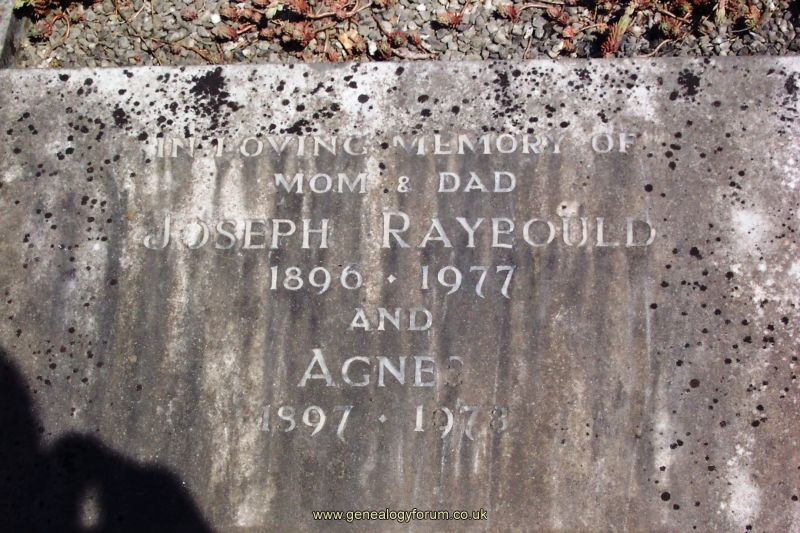 IN LOVING MEMORY OF
MOM & DAD
JOSEPH RAYBOULD
1896 · 1977
AND
AGNES
1897 · 1978
www.genealogyforum.co.uk